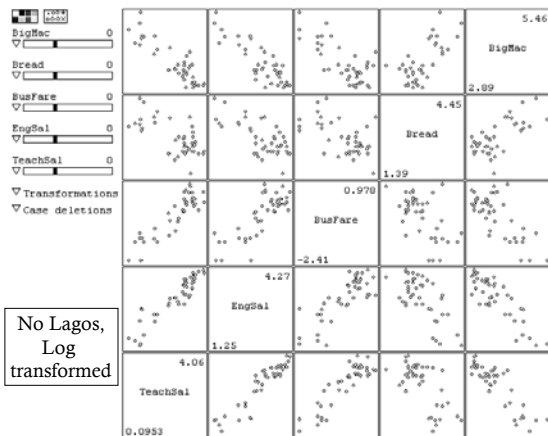 BigMac 0
Bread 0
BusFare 0
EngSal 0
TeachSal 0
Transformations
Case deletions
No Lagos,
Log
transformed
5.46
BigMac
2.89
4.45
Bread
1.39
0.978
BusFare
-2.41
4.27
EngSal
1.25
4.06
TeachSal
0.0953